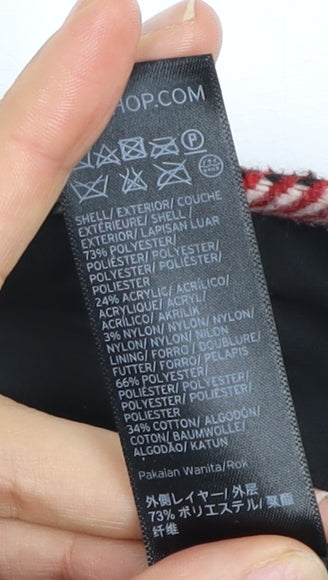 HOP.COM
P
SHELL/ EXTERIOR/ COUCHE
EXTÉRIEURE/ SHELL/
EXTERIOR/ LAPISAN LUAR
73% POLYESTER/
POLIÉSTER/ POLYESTER/
POLYESTER/ POLIÉSTER/
POLIESTER
24% ACRYLIC/ ACRÍLICO/
ACRYLIQUE/ ACRYL/
ACRÍLICO/ AKRILIK
3% NYLON/ NYLON/ NYLON/
NYLON/ NYLON/ NILON
LINING/ FORRO/ DOUBLURE/
FUTTER/ FORRO/ PELAPIS
66% POLYESTER/
POLIÉSTER/ POLYESTER/
POLYESTER/ POLIÉSTER/
POLIESTER
34% COTTON/ ALGODÓN/
COTON/ BAUMWOLLE/
ALGODÃO/ KATUN
Pakaian Wanita/Rok
外側レイヤー/ 外层
73% ポリエステル/ 聚酯
纤维